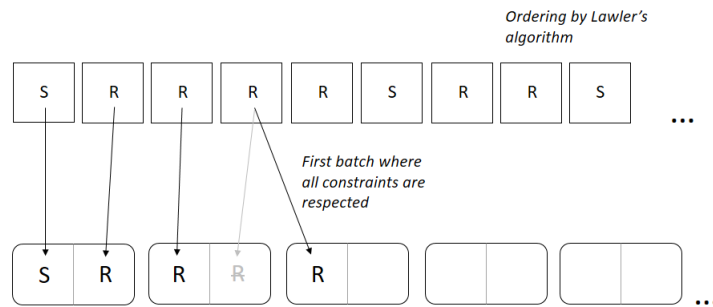 Ordering by Lawler's
algorithm
S R R R R S R R S
...
First batch where
all constraints are
respected
S R R R R
...